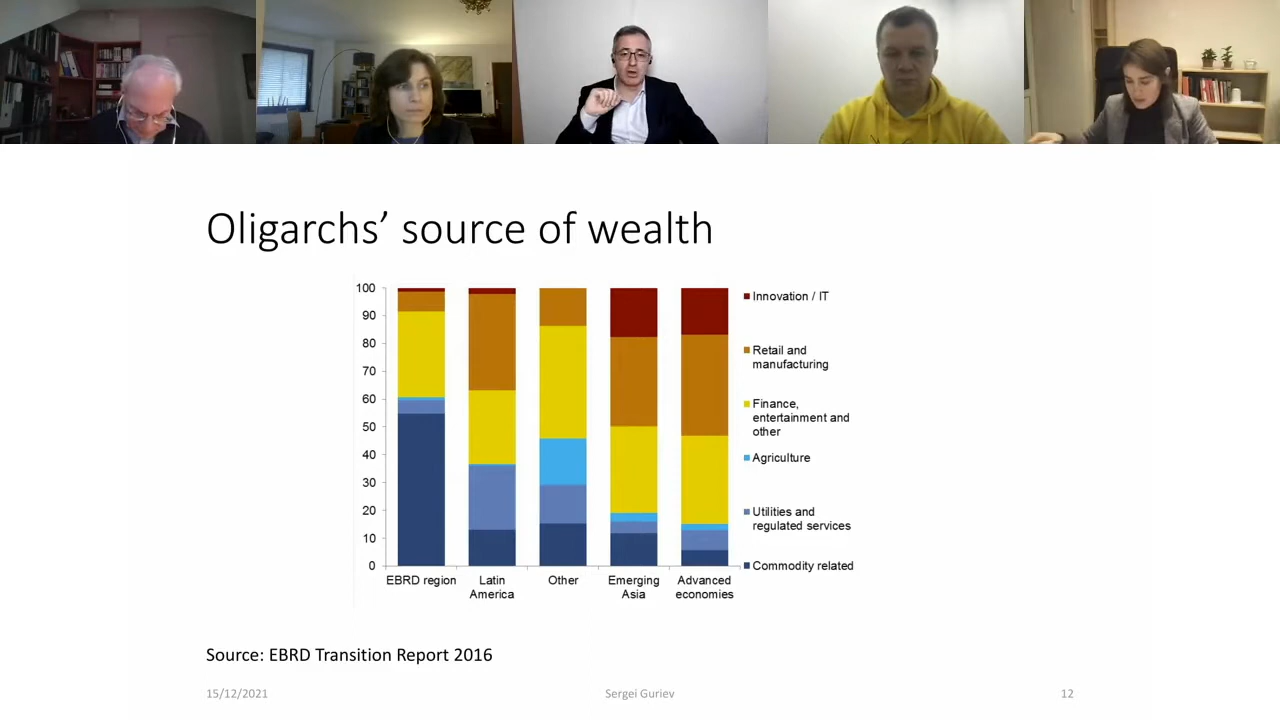 Oligarchs’ source of wealth
100
90
80
70
60
50
40
30
20
10
0
EBRD region
Latin
America
Other
Emerging
Asia
Advanced
economies
Innovation / IT
Retail and
manufacturing
Finance,
entertainment and
other
Agriculture
Utilities and
regulated services
Commodity related
Source: EBRD Transition Report 2016
15/12/2021
Sergei Guriev
12